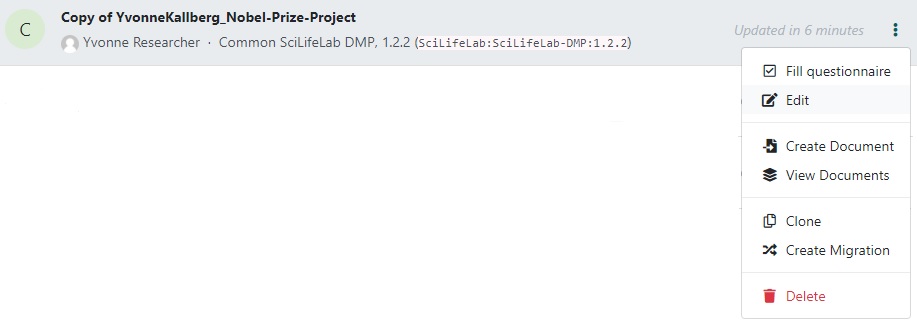 C
Copy of YvonneKallberg_Nobel-Prize-Project
Yvonne Researcher · Common SciLifeLab DMP, 1.2.2 (SciLifeLab:SciLifeLab-DMP:1.2.2)
Updated in 6 minutes
Fill questionnaire
Edit
Create Document
View Documents
Clone
Create Migration
Delete